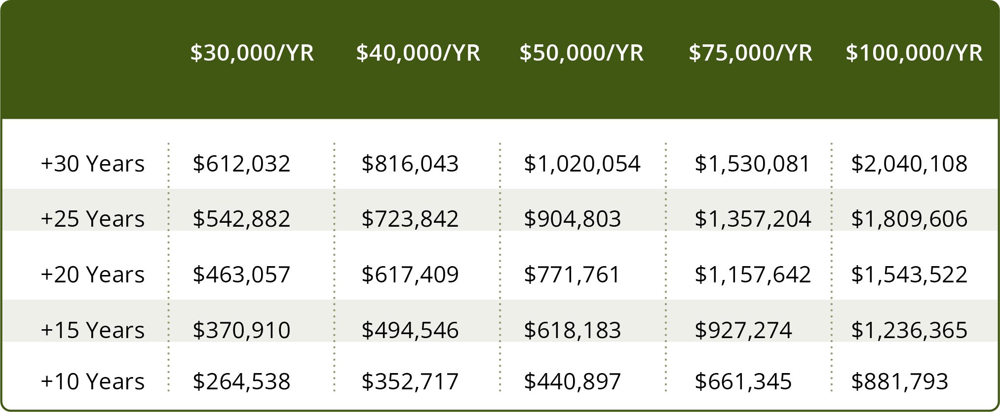 $30,000/YR $40,000/YR $50,000/YR $75,000/YR $100,000/YR
+30 Years $612,032 $816,043 $1,020,054 $1,530,081 $2,040,108
+25 Years $542,882 $723,842 $904,803 $1,357,204 $1,809,606
+20 Years $463,057 $617,409 $771,761 $1,157,642 $1,543,522
+15 Years $370,910 $494,546 $618,183 $927,274 $1,236,365
+10 Years $264,538 $352,717 $440,897 $661,345 $881,793